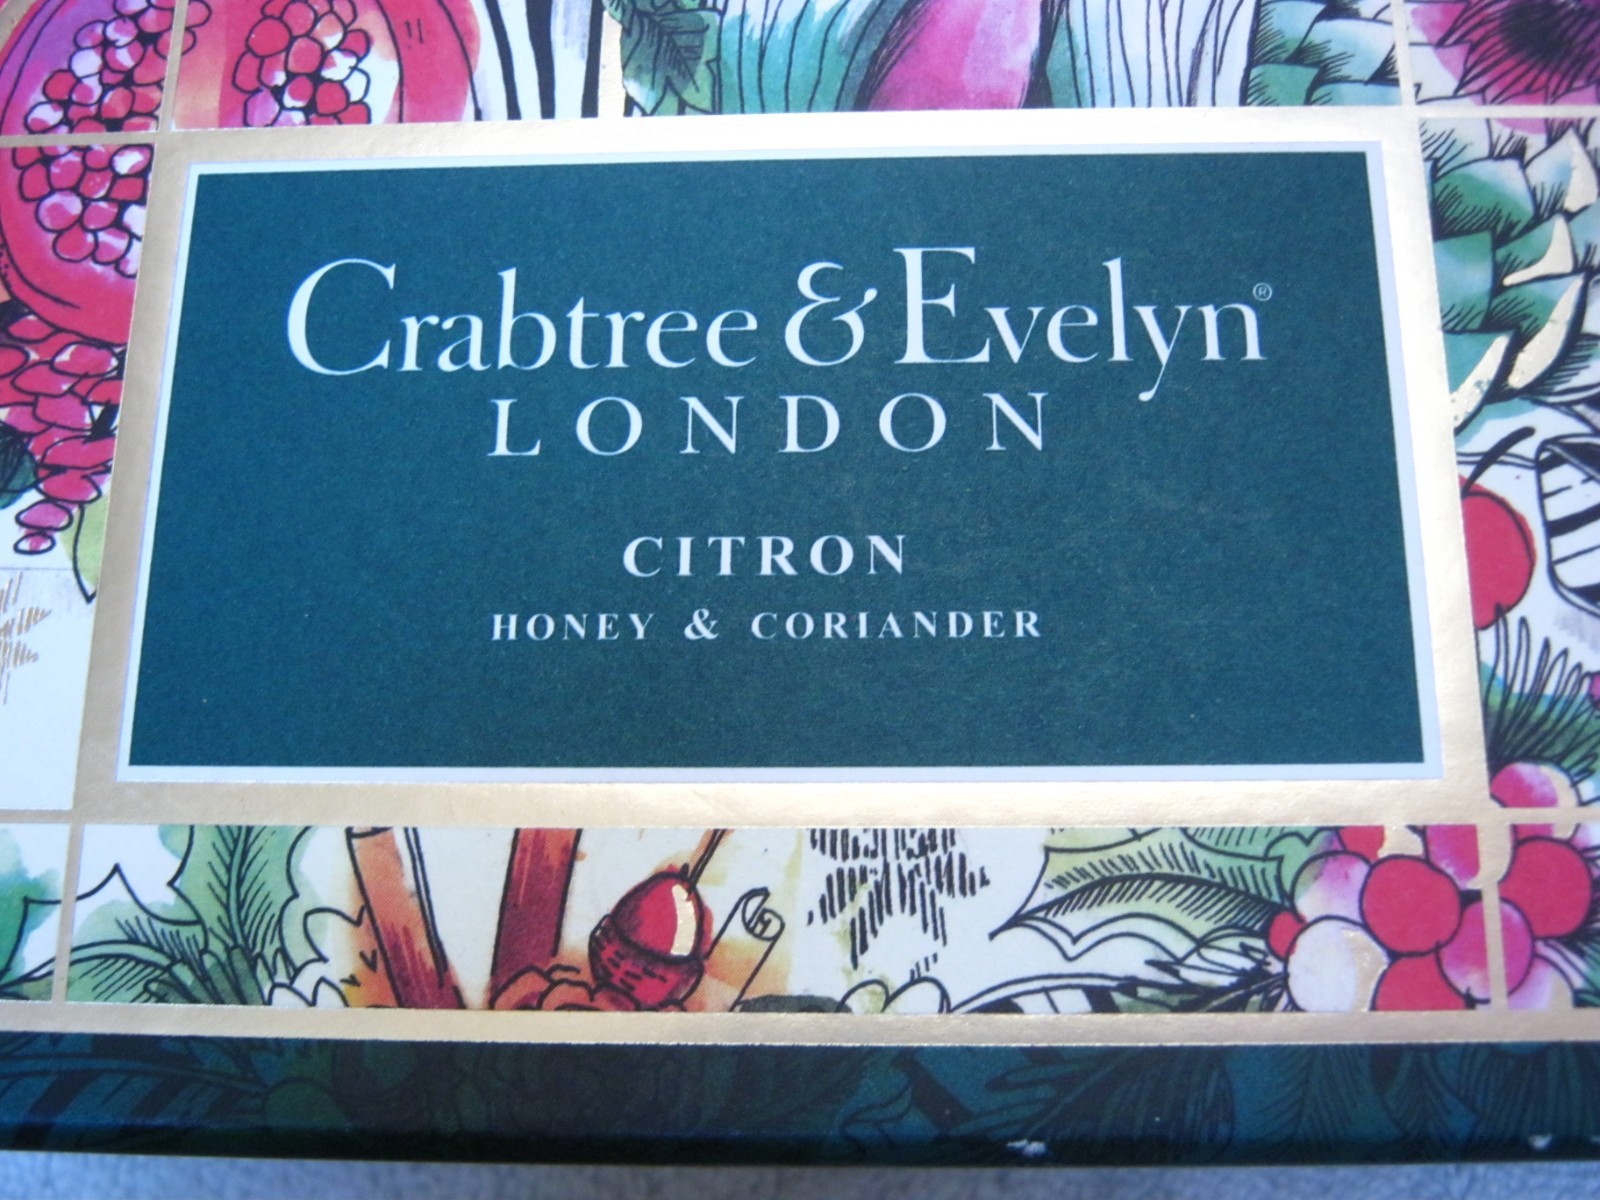 Crabtree & Evelyn®
LONDON
CITRON
HONEY & CORIANDER